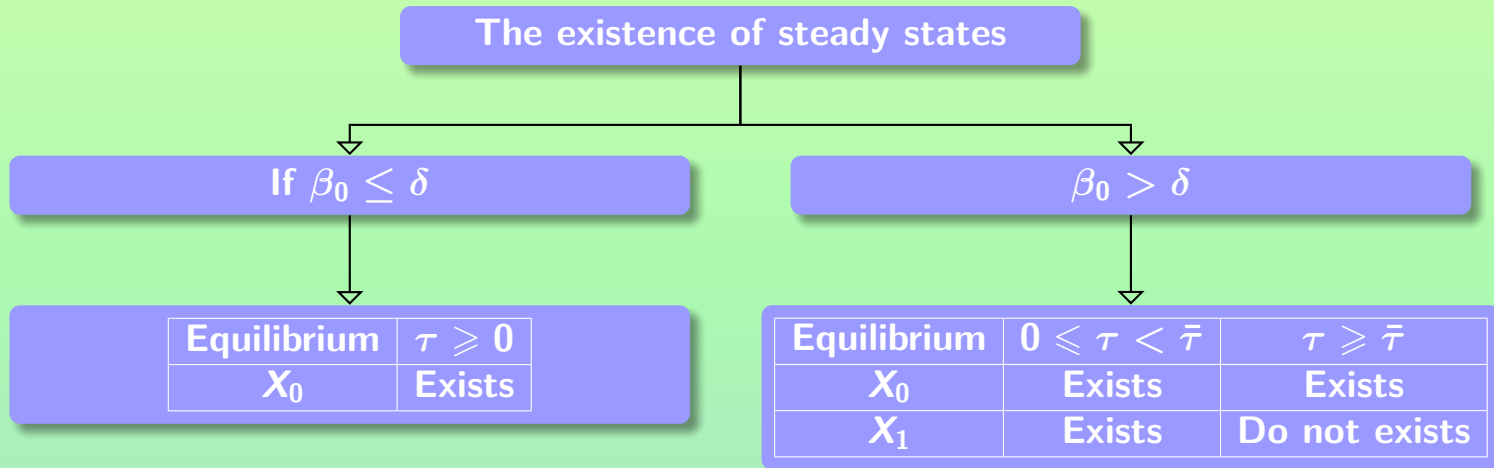 The existence of steady states
If β₀ ≤ δ
β₀ > δ
Equilibrium τ ⩾ 0
X₀ Exists
Equilibrium 0 ⩽ τ < τ̄ τ ⩾ τ̄
X₀ Exists Exists
X₁ Exists Do not exists